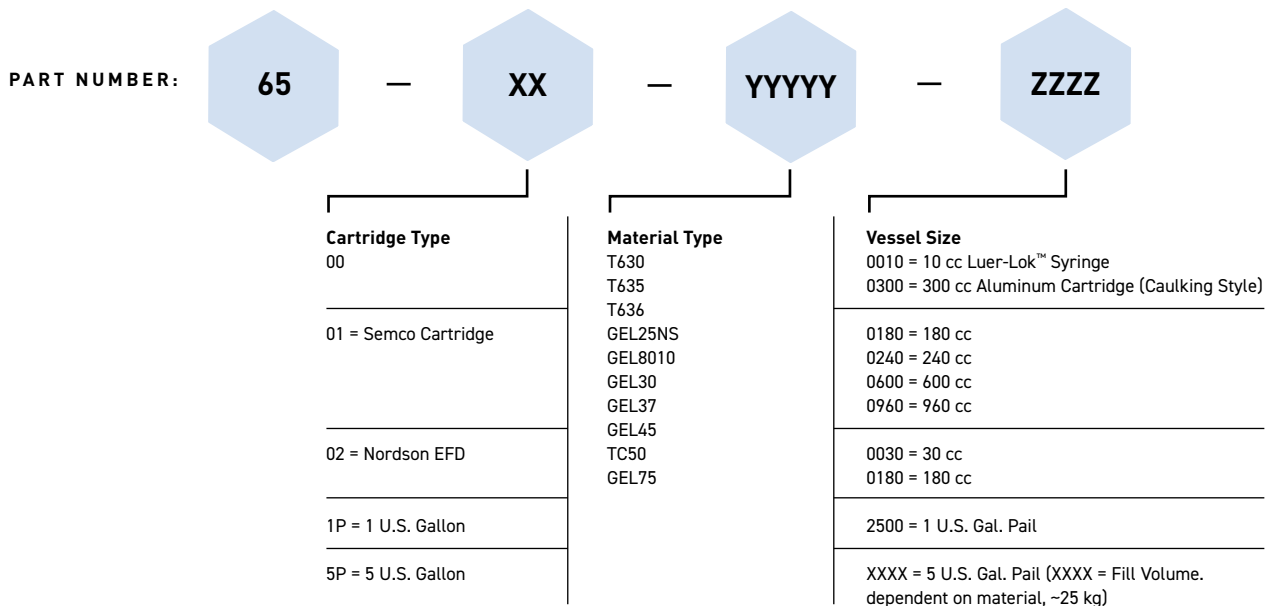 PART NUMBER:
65 — XX — YYYYY — ZZZZ
Cartridge Type
00
01 = Semco Cartridge
02 = Nordson EFD
1P = 1 U.S. Gallon
5P = 5 U.S. Gallon
Material Type
T630
T635
T636
GEL25NS
GEL8010
GEL30
GEL37
GEL45
TC50
GEL75
Vessel Size
0010 = 10 cc Luer-Lok™ Syringe
0300 = 300 cc Aluminum Cartridge (Caulking Style)
0180 = 180 cc
0240 = 240 cc
0600 = 600 cc
0960 = 960 cc
0030 = 30 cc
0180 = 180 cc
2500 = 1 U.S. Gal. Pail
XXXX = 5 U.S. Gal. Pail (XXXX = Fill Volume.
dependent on material, ~25 kg)